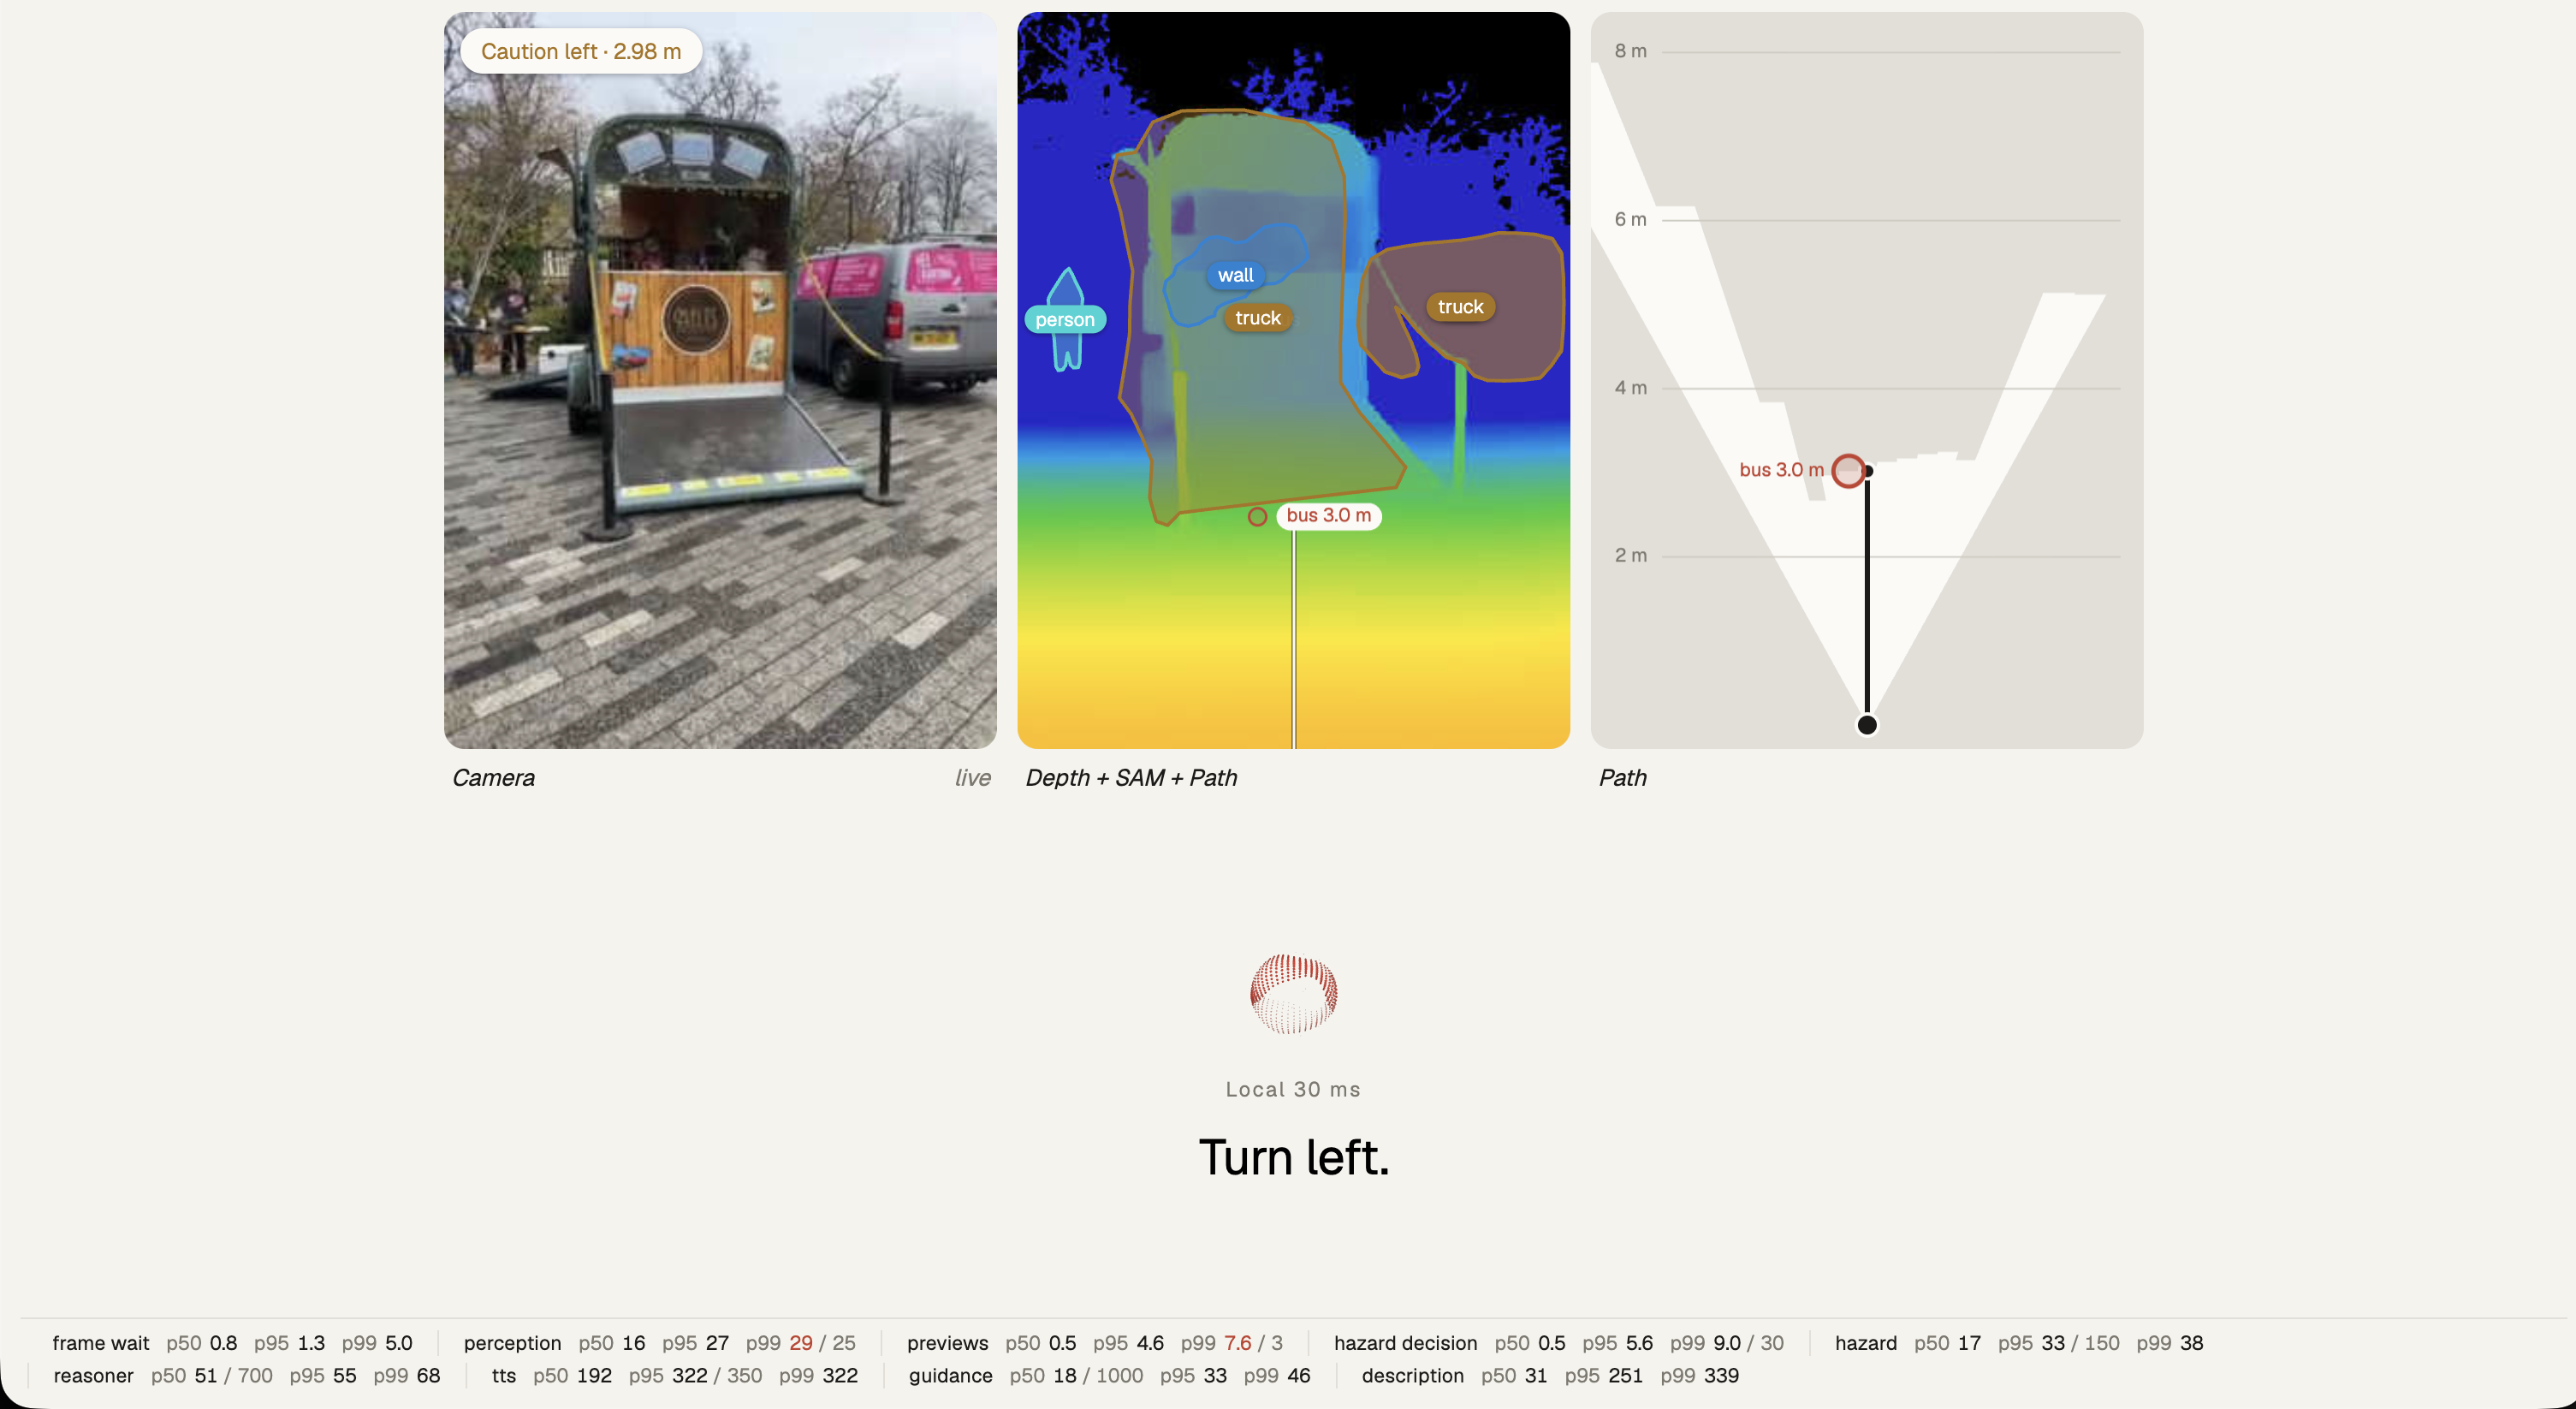 Caution left · 2.98 m
person
wall
truck
truck
bus 3.0 m
8 m
6 m
4 m
2 m
bus 3.0 m
Camera
live
Depth + SAM + Path
Path
Local 30 ms
Turn left.
frame wait p50 0.8 p95 1.3 p99 5.0 perception p50 16 p95 27 p99 29 / 25 previews p50 0.5 p95 4.6 p99 7.6 / 3 hazard decision p50 0.5 p95 5.6 p99 9.0 / 30 hazard p50 17 p95 33 / 150 p99 38
reasoner p50 51 / 700 p95 55 p99 68 tts p50 192 p95 322 / 350 p99 322 guidance p50 18 / 1000 p95 33 p99 46 description p50 31 p95 251 p99 339